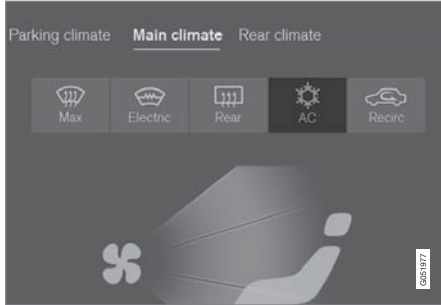 Parking climate Main climate Rear climate
Max Electric Rear AC Recirc
G051977